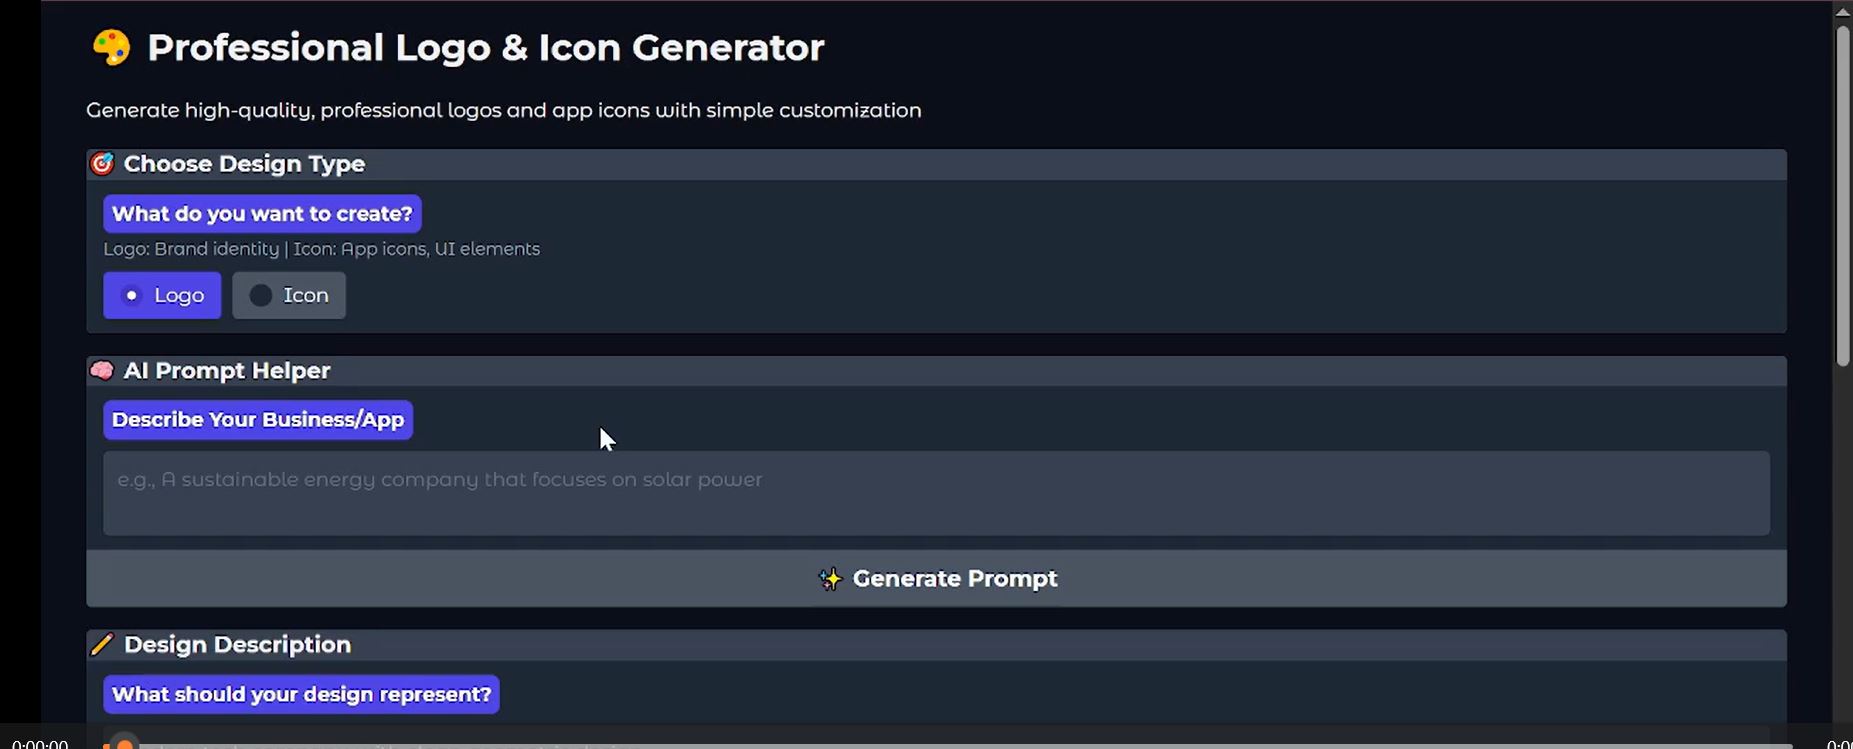 Professional Logo & Icon Generator
Generate high-quality, professional logos and app icons with simple customization
Choose Design Type
What do you want to create?
Logo: Brand identity | Icon: App icons, UI elements
Logo Icon
AI Prompt Helper
Describe Your Business/App
e.g., A sustainable energy company that focuses on solar power
Generate Prompt
Design Description
What should your design represent?
0:00:00